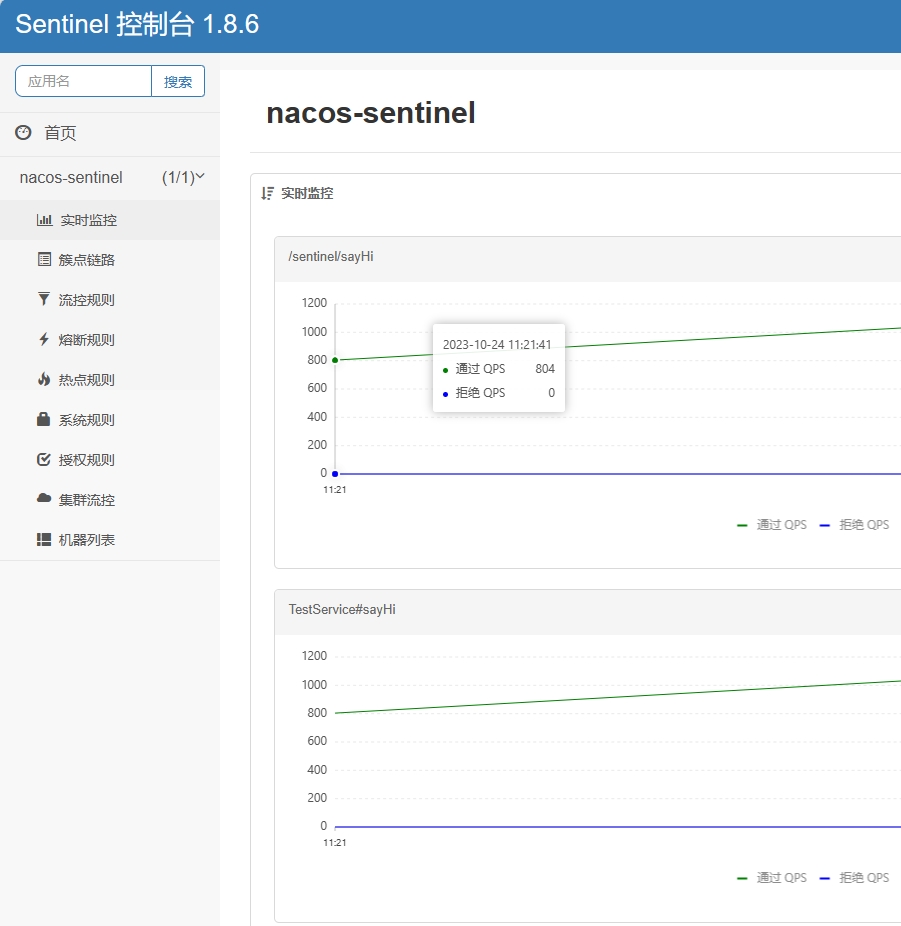 Sentinel 控制台 1.8.6
应用名 搜索
首页
nacos-sentinel (1/1)
实时监控
簇点链路
流控规则
熔断规则
热点规则
系统规则
授权规则
集群流控
机器列表
nacos-sentinel
实时监控
/sentinel/sayHi
1200
1000
800
600
400
200
0
11:21
2023-10-24 11:21:41
通过 QPS 804
拒绝 QPS 0
通过 QPS 拒绝 QPS
TestService#sayHi
1200
1000
800
600
400
200
0
11:21
通过 QPS 拒绝 QPS